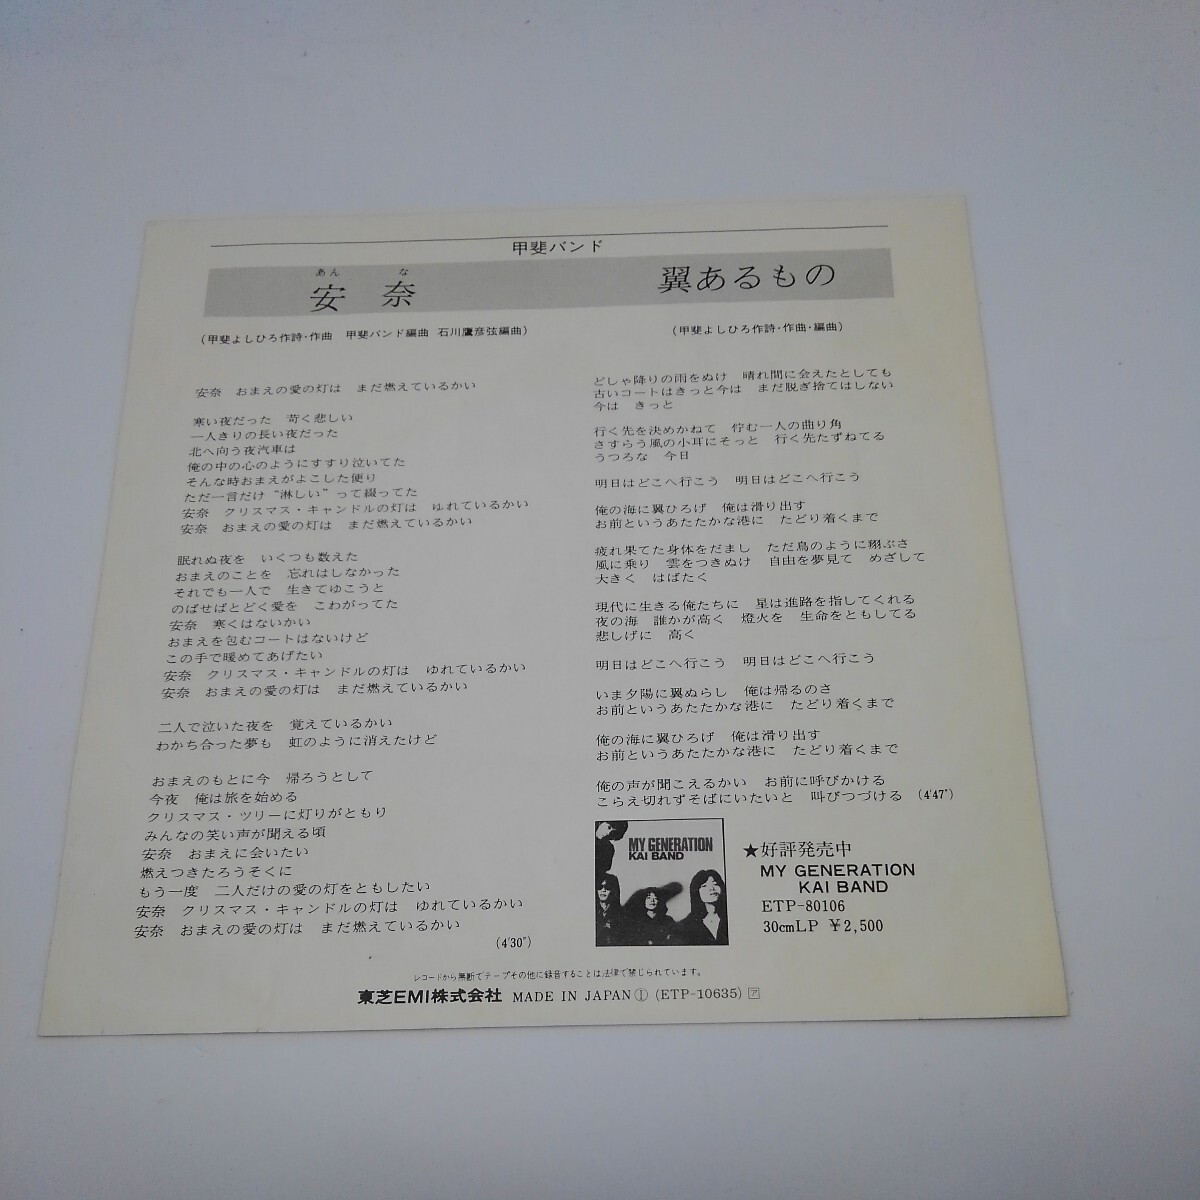 甲斐バンド
あんな
安奈
(甲斐よしひろ作詩・作曲 甲斐バンド編曲 石川鷹彦弦編曲)
安奈 おまえの愛の灯は まだ燃えているかい
寒い夜だった 苛く悲しい
一人きりの長い夜だった
北へ向う夜汽車は
俺の中の心のようにすすり泣いてた
そんな時おまえがよこした便り
ただ一言だけ“淋しい”って綴ってた
安奈 クリスマス・キャンドルの灯は ゆれているかい
安奈 おまえの愛の灯は まだ燃えているかい
眠れぬ夜を いくつも数えた
おまえのことを 忘れはしなかった
それでも一人で 生きてゆこうと
のばせばとどく愛を こわがってた
安奈 寒くはないかい
おまえを包むコートはないけど
この手で暖めてあげたい
安奈 クリスマス・キャンドルの灯は ゆれているかい
安奈 おまえの愛の灯は まだ燃えているかい
二人で泣いた夜を 覚えているかい
わかち合った夢も 虹のように消えたけど
おまえのもとに今 帰ろうとして
今夜 俺は旅を始める
クリスマス・ツリーに灯りがともり
みんなの笑い声が聞える頃
安奈 おまえに会いたい
燃えつきたろうそくに
もう一度 二人だけの愛の灯をともしたい
安奈 クリスマス・キャンドルの灯は ゆれているかい
安奈 おまえの愛の灯は まだ燃えているかい
(4'30")
翼あるもの
(甲斐よしひろ作詩・作曲・編曲)
どしゃ降りの雨をぬけ 晴れ間に会えたとしても
古いコートはきっと今は まだ脱ぎ捨てはしない
今は きっと
行く先を決めかねて 佇む一人の曲り角
さすらう風の小耳にそっと 行く先たずねてる
うつろな 今日
明日はどこへ行こう 明日はどこへ行こう
俺の海に翼ひろげ 俺は滑り出す
お前というあたたかな港に たどり着くまで
疲れ果てた身体をだまし ただ鳥のように翔ぶさ
風に乗り 雲をつきぬけ 自由を夢見て めざして
大きく はばたく
現代に生きる俺たちに 星は進路を指してくれる
夜の海 誰かが高く 燈火を 生命をともしてる
悲しげに 高く
明日はどこへ行こう 明日はどこへ行こう
いま夕陽に翼ぬらし 俺は帰るのさ
お前というあたたかな港に たどり着くまで
俺の海に翼ひろげ 俺は滑り出す
お前というあたたかな港に たどり着くまで
俺の声が聞こえるかい お前に呼びかける
こらえ切れずそばにいたいと 叫びつづける (4'47")
MY GENERATION
KAI BAND
★好評発売中
MY GENERATION
KAI BAND
ETP-80106
30cmLP ¥2,500
レコードから無断でテープその他に録音することは法律で禁じられています。
東芝EMI株式会社 MADE IN JAPAN Ⓘ (ETP-10635) ア